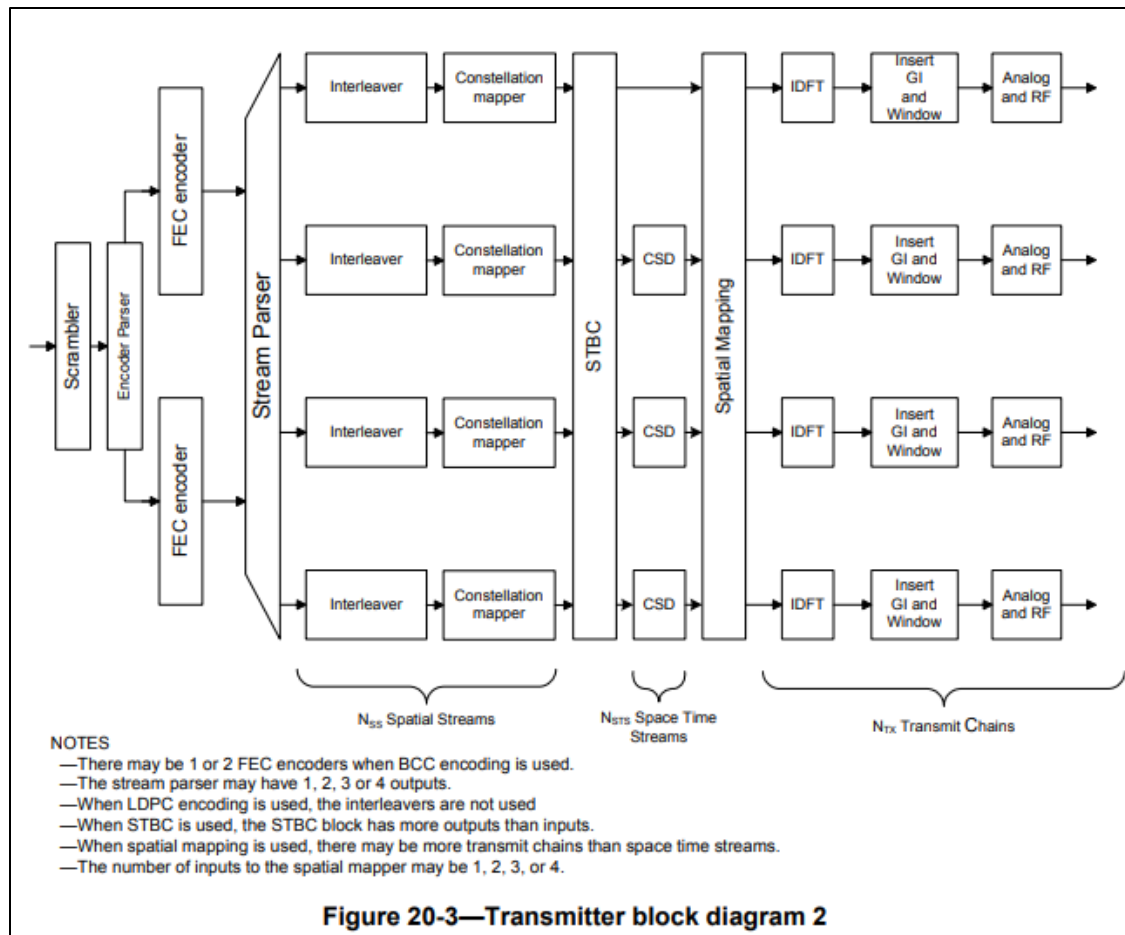 Scrambler
Encoder Parser
FEC encoder
FEC encoder
Stream Parser
Interleaver
Constellation
mapper
Interleaver
Constellation
mapper
Interleaver
Constellation
mapper
Interleaver
Constellation
mapper
STBC
CSD
CSD
CSD
Spatial Mapping
IDFT
Insert
GI
and
Window
Analog
and RF
IDFT
Insert
GI and
Window
Analog
and RF
IDFT
Insert
GI and
Window
Analog
and RF
IDFT
Insert
GI and
Window
Analog
and RF
NSS Spatial Streams
NSTS Space Time
Streams
NTX Transmit Chains
NOTES
—There may be 1 or 2 FEC encoders when BCC encoding is used.
—The stream parser may have 1, 2, 3 or 4 outputs.
—When LDPC encoding is used, the interleavers are not used
—When STBC is used, the STBC block has more outputs than inputs.
—When spatial mapping is used, there may be more transmit chains than space time streams.
—The number of inputs to the spatial mapper may be 1, 2, 3, or 4.
Figure 20-3—Transmitter block diagram 2